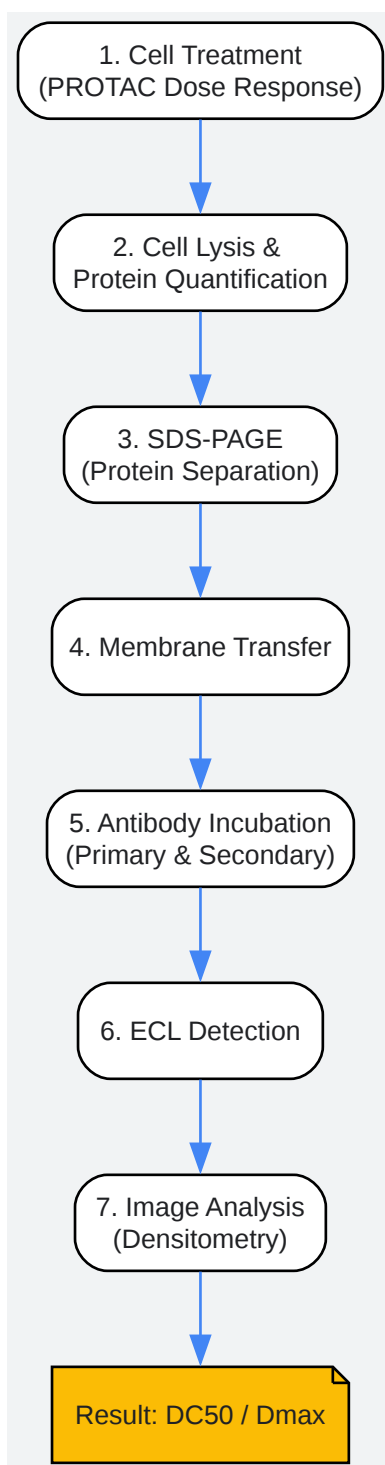 1. Cell Treatment
(PROTAC Dose Response)
2. Cell Lysis &
Protein Quantification
3. SDS-PAGE
(Protein Separation)
4. Membrane Transfer
5. Antibody Incubation
(Primary & Secondary)
6. ECL Detection
7. Image Analysis
(Densitometry)
Result: DC50 / Dmax